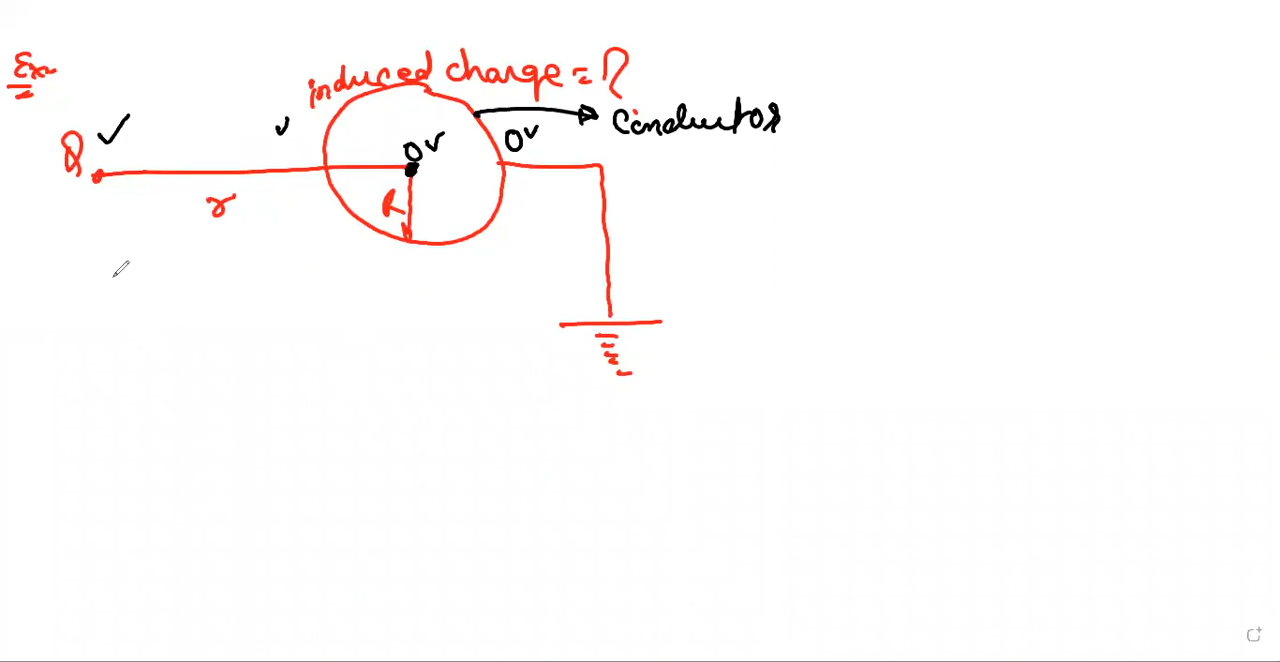 Ex
induced charge = ?
conductor
Q
0V
0V
r
R